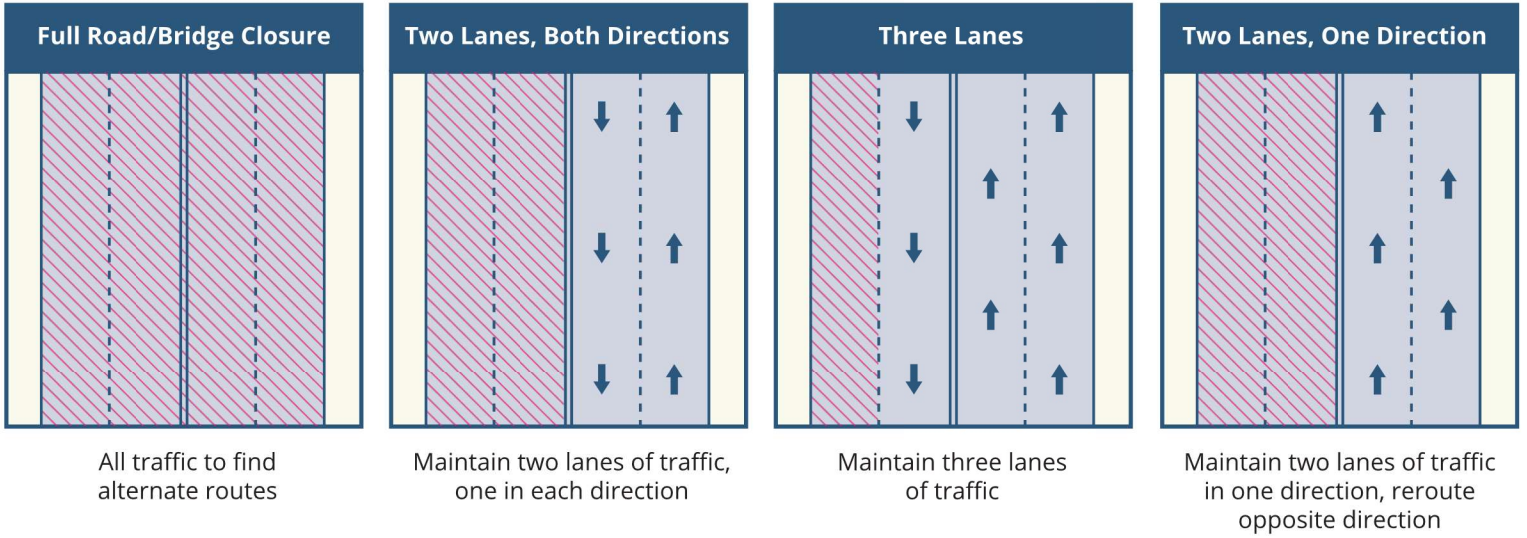 Full Road/Bridge Closure
All traffic to find
alternate routes
Two Lanes, Both Directions
Maintain two lanes of traffic,
one in each direction
Three Lanes
Maintain three lanes
of traffic
Two Lanes, One Direction
Maintain two lanes of traffic
in one direction, reroute
opposite direction